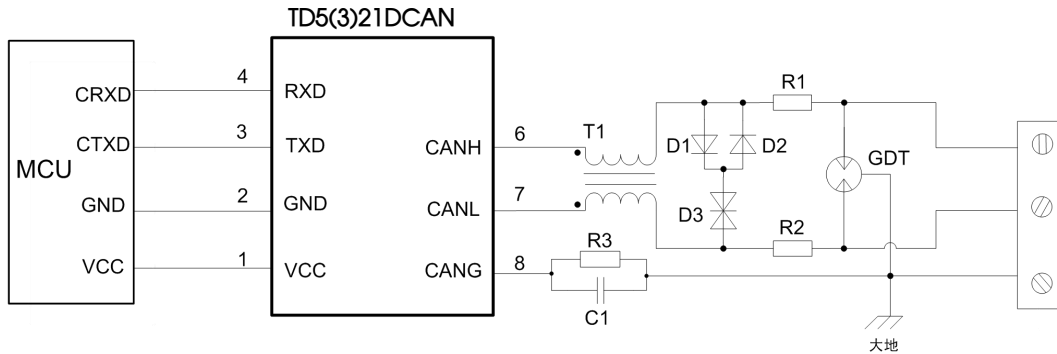 TD5(3)21DCAN
MCU
CRXD 4 RXD
CTXD 3 TXD
GND 2 GND
VCC 1 VCC
CANH 6
CANL 7
CANG 8
T1
D1
D2
D3
R1
R2
GDT
R3
C1
大地